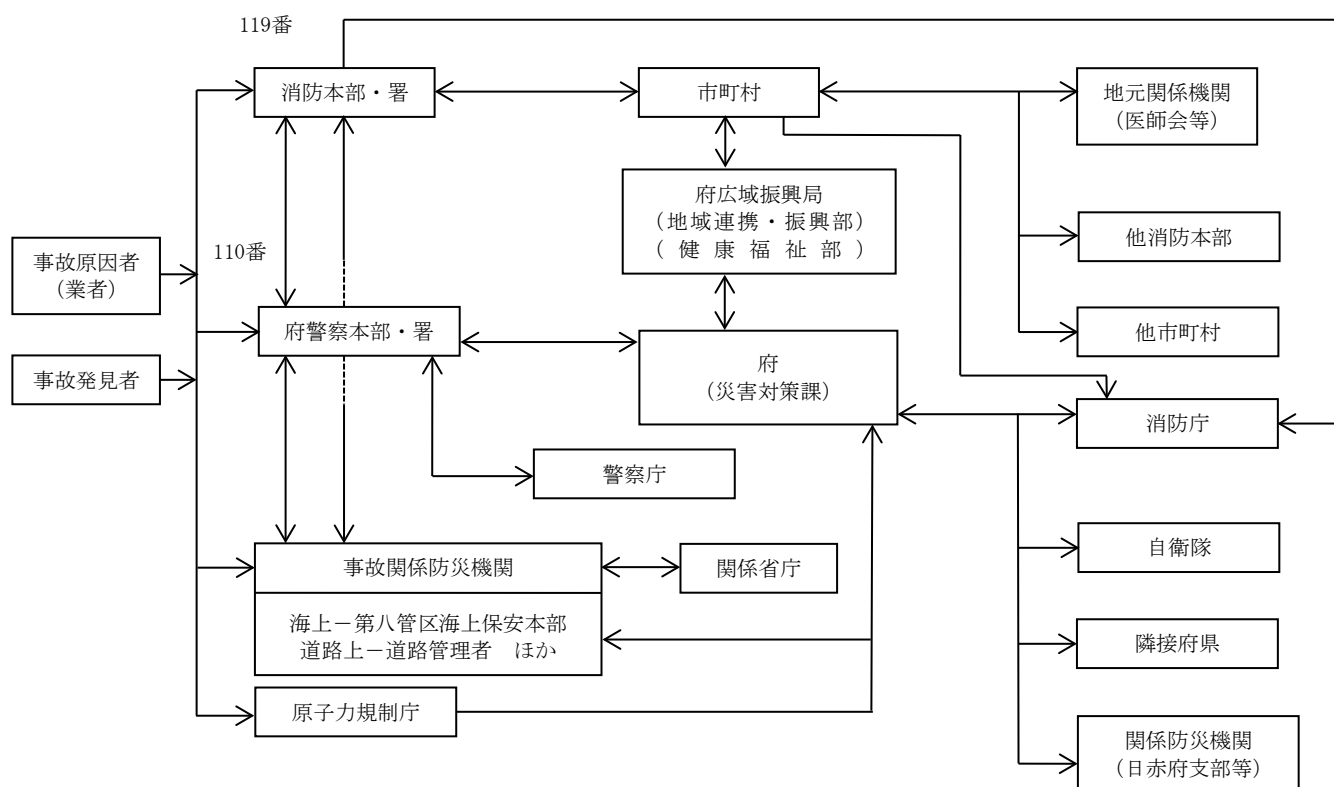 119番
消防本部・署
市町村
地元関係機関
（医師会等）
府広域振興局
（地域連携・振興部）
（健康福祉部）
他消防本部
110番
事故原因者
（業者）
府警察本部・署
他市町村
事故発見者
府
（災害対策課）
消防庁
警察庁
自衛隊
事故関係防災機関
関係省庁
海上－第八管区海上保安本部
道路上－道路管理者　ほか
隣接府県
原子力規制庁
関係防災機関
（日赤府支部等）